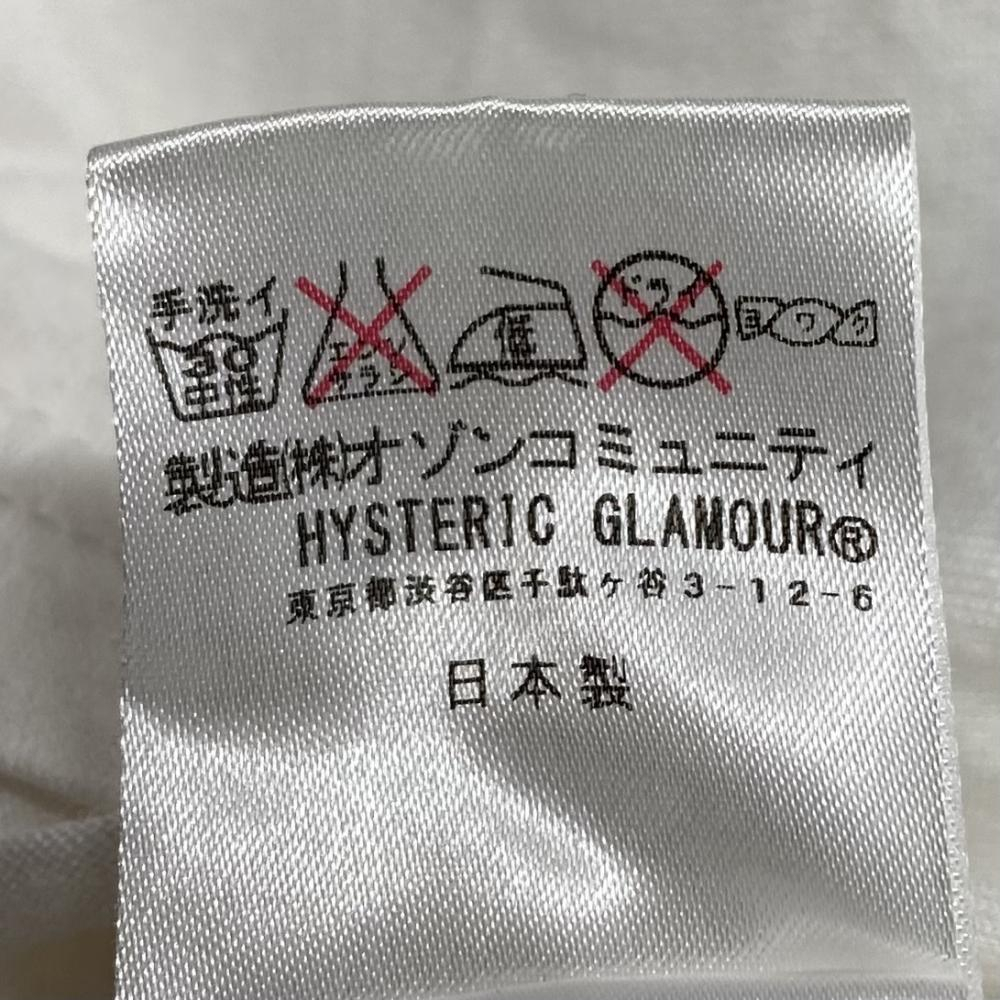 手洗イ
30 中性 エンソ サラシ 低 ドライ ヨワク
製造(株)オゾンコミュニティ
HYSTERIC GLAMOUR®
東京都渋谷区千駄ヶ谷3-12-6
日本製